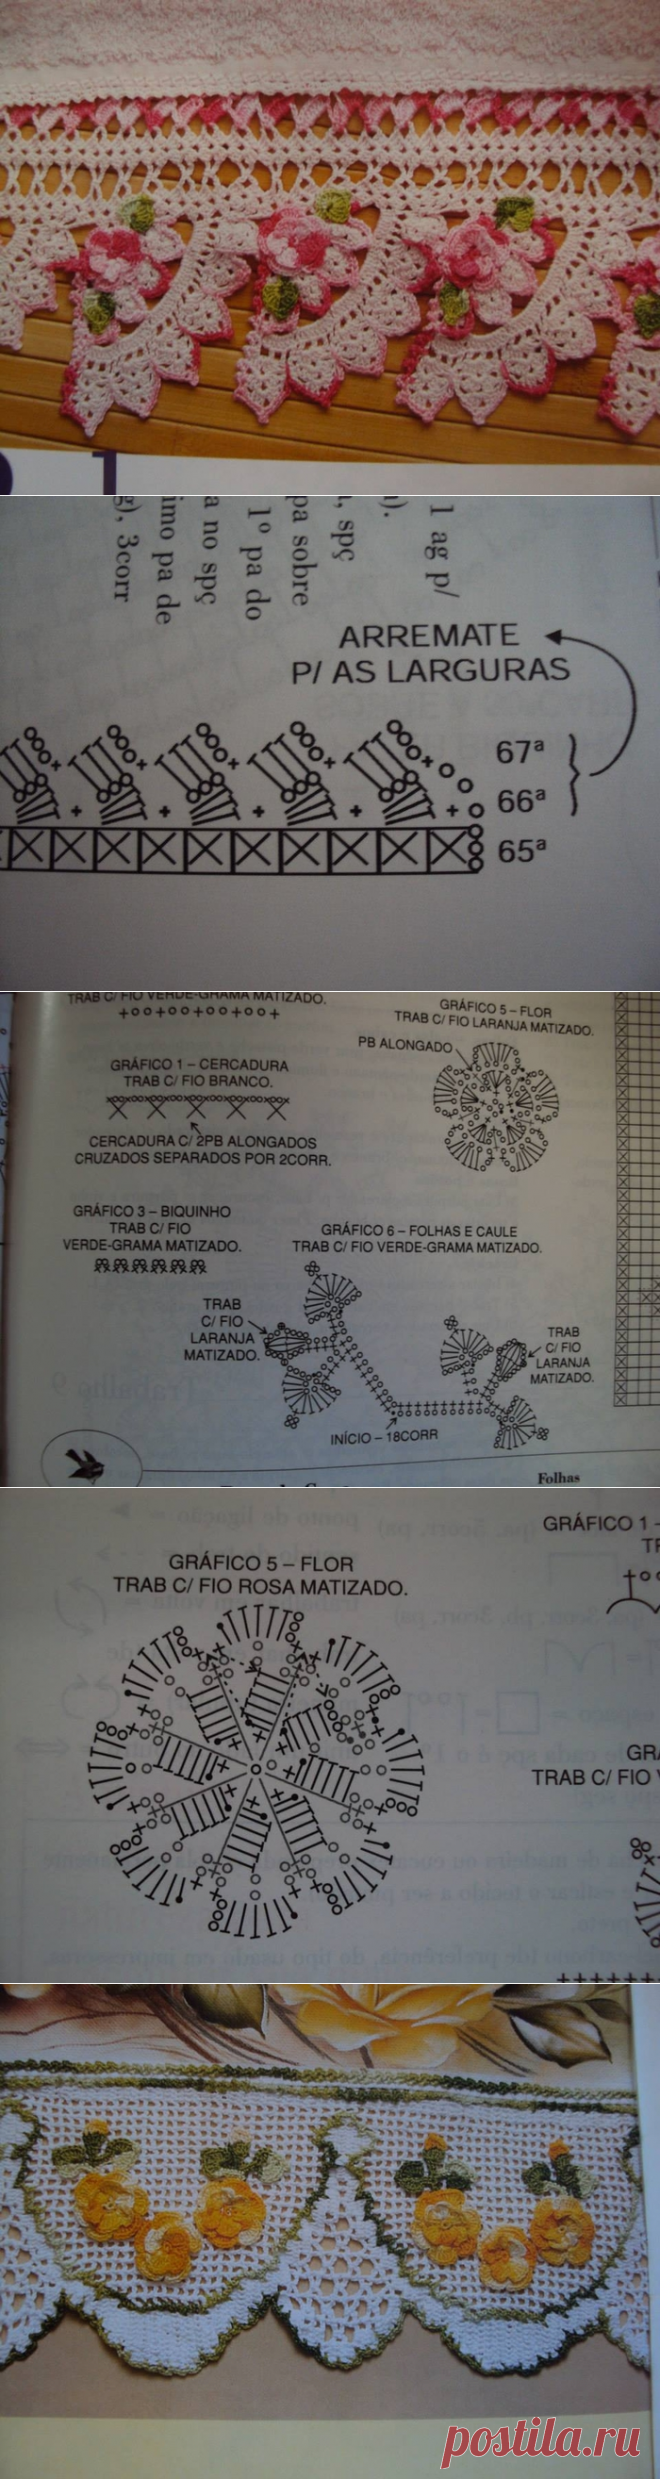 1
1 ag p/
).
, spç
pa sobre
1º pa do
a no spç
imo pa de
g), 3corr
ARREMATE
P/ AS LARGURAS
67ª
66ª
65ª
TRAB C/ FIO VERDE-GRAMA MATIZADO.
GRÁFICO 5 – FLOR
TRAB C/ FIO LARANJA MATIZADO.
PB ALONGADO
GRÁFICO 1 – CERCADURA
TRAB C/ FIO BRANCO.
CERCADURA C/ 2PB ALONGADOS
CRUZADOS SEPARADOS POR 2CORR.
GRÁFICO 3 – BIQUINHO
TRAB C/ FIO
VERDE-GRAMA MATIZADO.
GRÁFICO 6 – FOLHAS E CAULE
TRAB C/ FIO VERDE-GRAMA MATIZADO.
TRAB
C/ FIO
LARANJA
MATIZADO.
TRAB
C/ FIO
LARANJA
MATIZADO.
INÍCIO – 18CORR
Folhas
GRÁFICO 5 – FLOR
TRAB C/ FIO ROSA MATIZADO.
GRÁFICO 1 -
TR
GRÁ
TRAB C/ FIO V
postila.ru